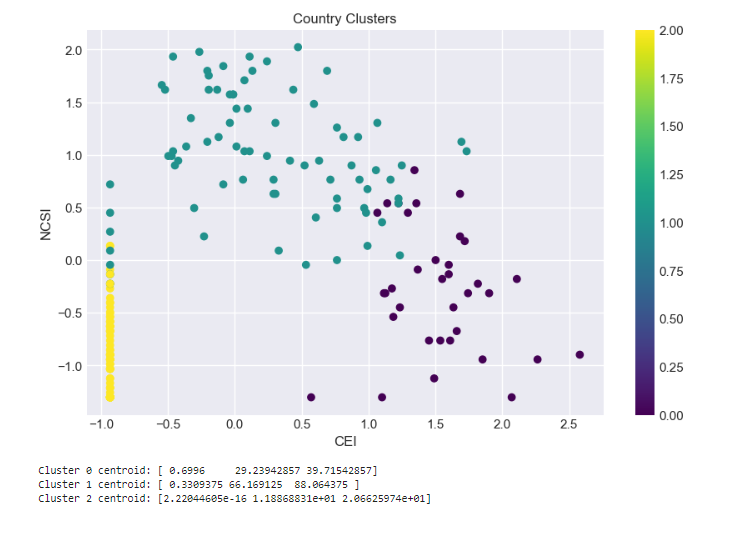 Country Clusters
2.0
1.5
1.0
0.5
0.0
−0.5
−1.0
NCSI
−1.0 −0.5 0.0 0.5 1.0 1.5 2.0 2.5
CEI
2.00
1.75
1.50
1.25
1.00
0.75
0.50
0.25
0.00
Cluster 0 centroid: [ 0.6996 29.23942857 39.71542857]
Cluster 1 centroid: [ 0.3309375 66.169125 88.064375 ]
Cluster 2 centroid: [2.22044605e-16 1.18868831e+01 2.06625974e+01]